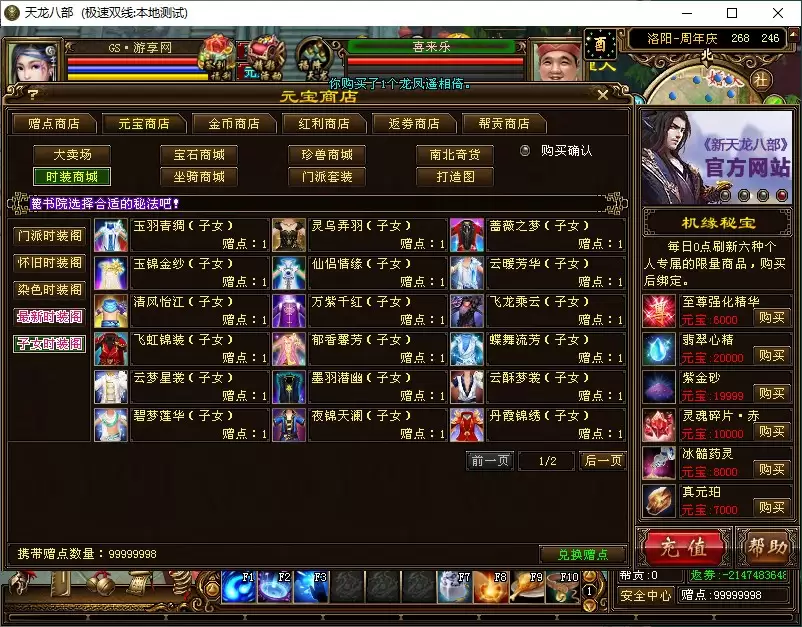 天龙八部 (极速双线:本地测试)
GS·游享网
喜来乐
洛阳-周年庆 268 246
北
酉
社
你购买了1个龙凤遥相倚。
?
元宝商店
赠点商店 元宝商店 金币商店 红利商店 返券商店 帮贡商店
大卖场 宝石商城 珍兽商城 南北奇货 购买确认
时装商城 坐骑商城 门派套装 打造图
篦书院选择合适的秘法吧!
门派时装阁
怀旧时装阁
染色时装阁
最新时装图
子女时装图
玉羽青绸(子女) 灵乌弄羽(子女) 蔷薇之梦(子女)
赠点:1 赠点:1 赠点:1
玉锦金纱(子女) 仙侣情缘(子女) 云暖芳华(子女)
赠点:1 赠点:1 赠点:1
清风怡江(子女) 万紫千红(子女) 飞龙乘云(子女)
赠点:1 赠点:1 赠点:1
飞虹锦装(子女) 郁香馨芳(子女) 蝶舞流芳(子女)
赠点:1 赠点:1 赠点:1
云梦星裳(子女) 墨羽潜幽(子女) 云酥梦裳(子女)
赠点:1 赠点:1 赠点:1
碧梦莲华(子女) 夜锦天澜(子女) 丹霞锦绣(子女)
赠点:1 赠点:1 赠点:1
前一页 1/2 后一页
携带赠点数量:99999998
兑换赠点
《新天龙八部》
官方网站
机缘秘宝
每日0点刷新六种个
人专属的限量商品,购买
后绑定。
至尊强化精华
元宝:6000 购买
翡翠心精
元宝:20000 购买
紫金砂
元宝:19999 购买
灵魂碎片·赤
元宝:10000 购买
冰髓药灵
元宝:8000 购买
真元珀
元宝:7000 购买
充值 帮助
F1 F2 F3 F7 F8 F9 F10
1
帮贡:0 返券:-2147483648
安全中心 赠点:99999998